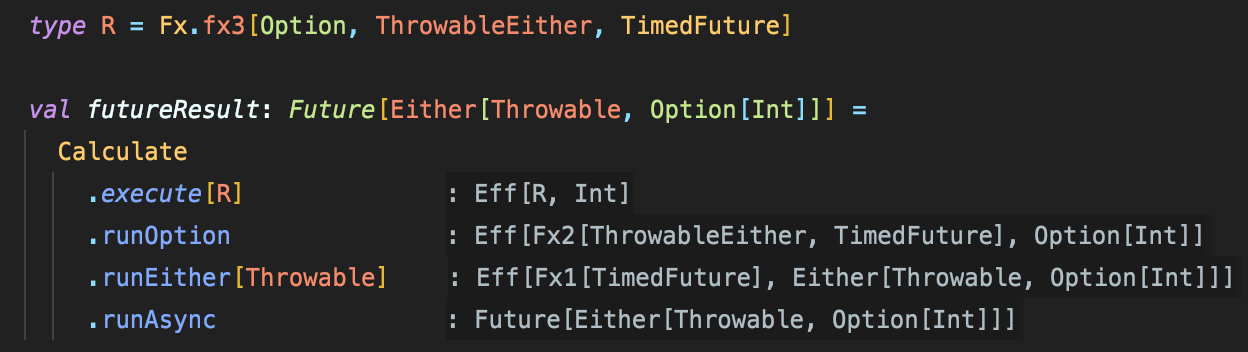 type R = Fx.fx3[Option, ThrowableEither, TimedFuture]
val futureResult: Future[Either[Throwable, Option[Int]]] =
Calculate
.execute[R] : Eff[R, Int]
.runOption : Eff[Fx2[ThrowableEither, TimedFuture], Option[Int]]
.runEither[Throwable] : Eff[Fx1[TimedFuture], Either[Throwable, Option[Int]]]
.runAsync : Future[Either[Throwable, Option[Int]]]